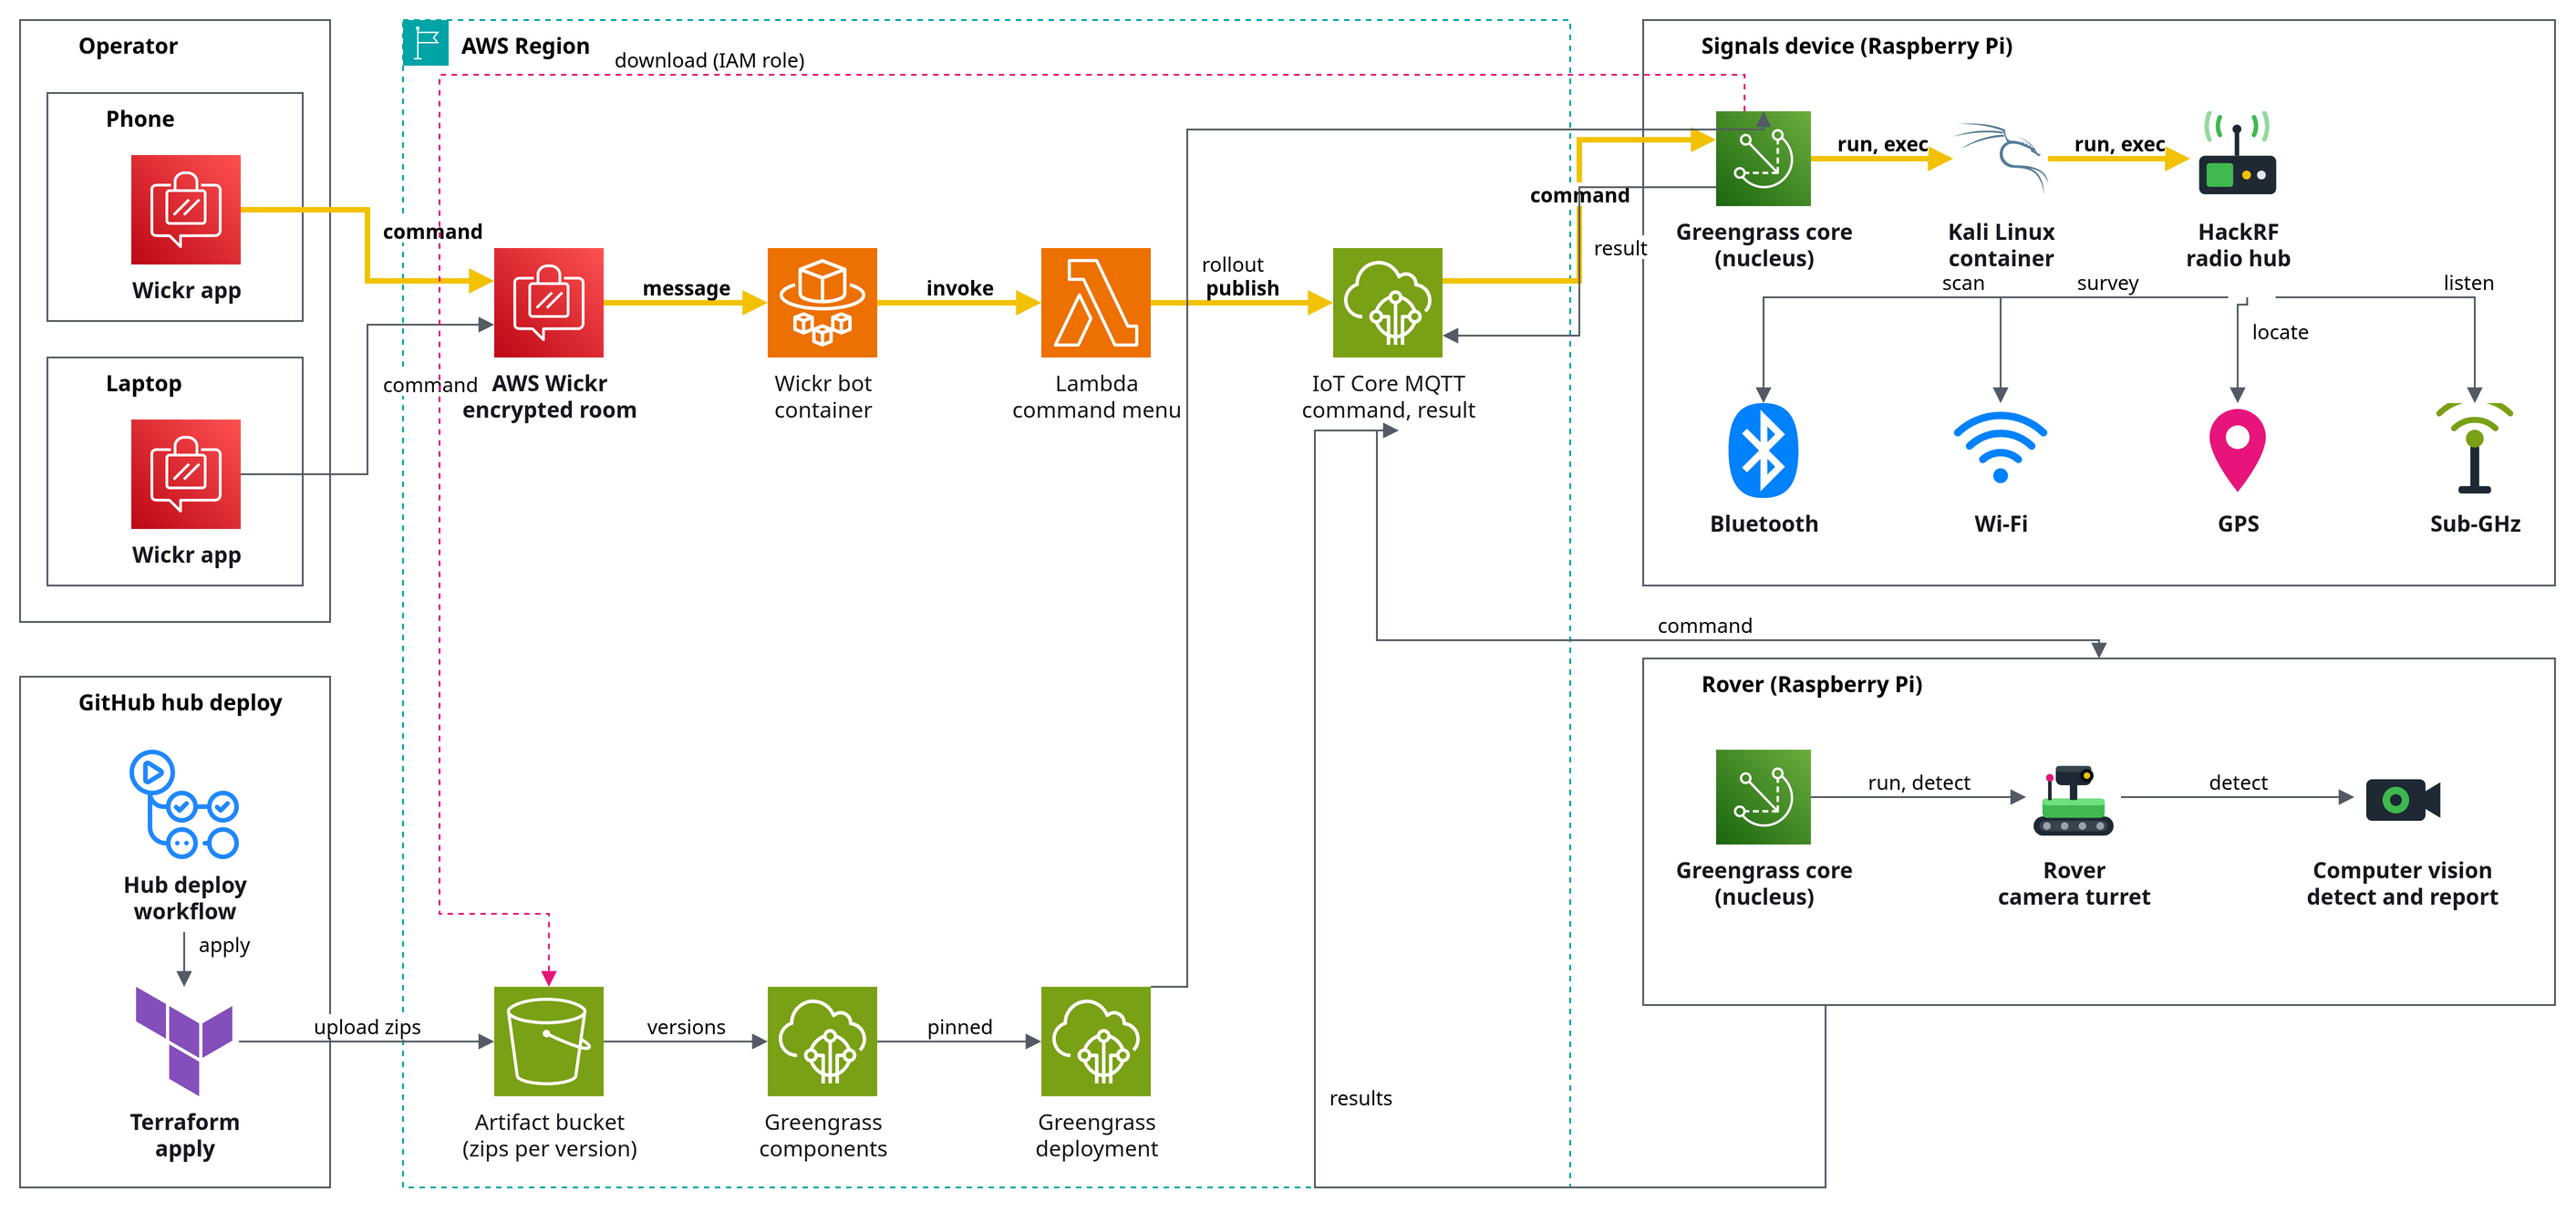 Operator
Phone
Wickr app
Laptop
Wickr app
AWS Region
download (IAM role)
command
command
AWS Wickr
encrypted room
message
Wickr bot
container
invoke
Lambda
command menu
rollout
publish
IoT Core MQTT
command, result
command
result
Signals device (Raspberry Pi)
Greengrass core
(nucleus)
run, exec
Kali Linux
container
run, exec
HackRF
radio hub
scan
survey
locate
listen
Bluetooth
Wi-Fi
GPS
Sub-GHz
command
Rover (Raspberry Pi)
Greengrass core
(nucleus)
run, detect
Rover
camera turret
detect
Computer vision
detect and report
results
GitHub hub deploy
Hub deploy
workflow
apply
Terraform
apply
upload zips
Artifact bucket
(zips per version)
versions
Greengrass
components
pinned
Greengrass
deployment